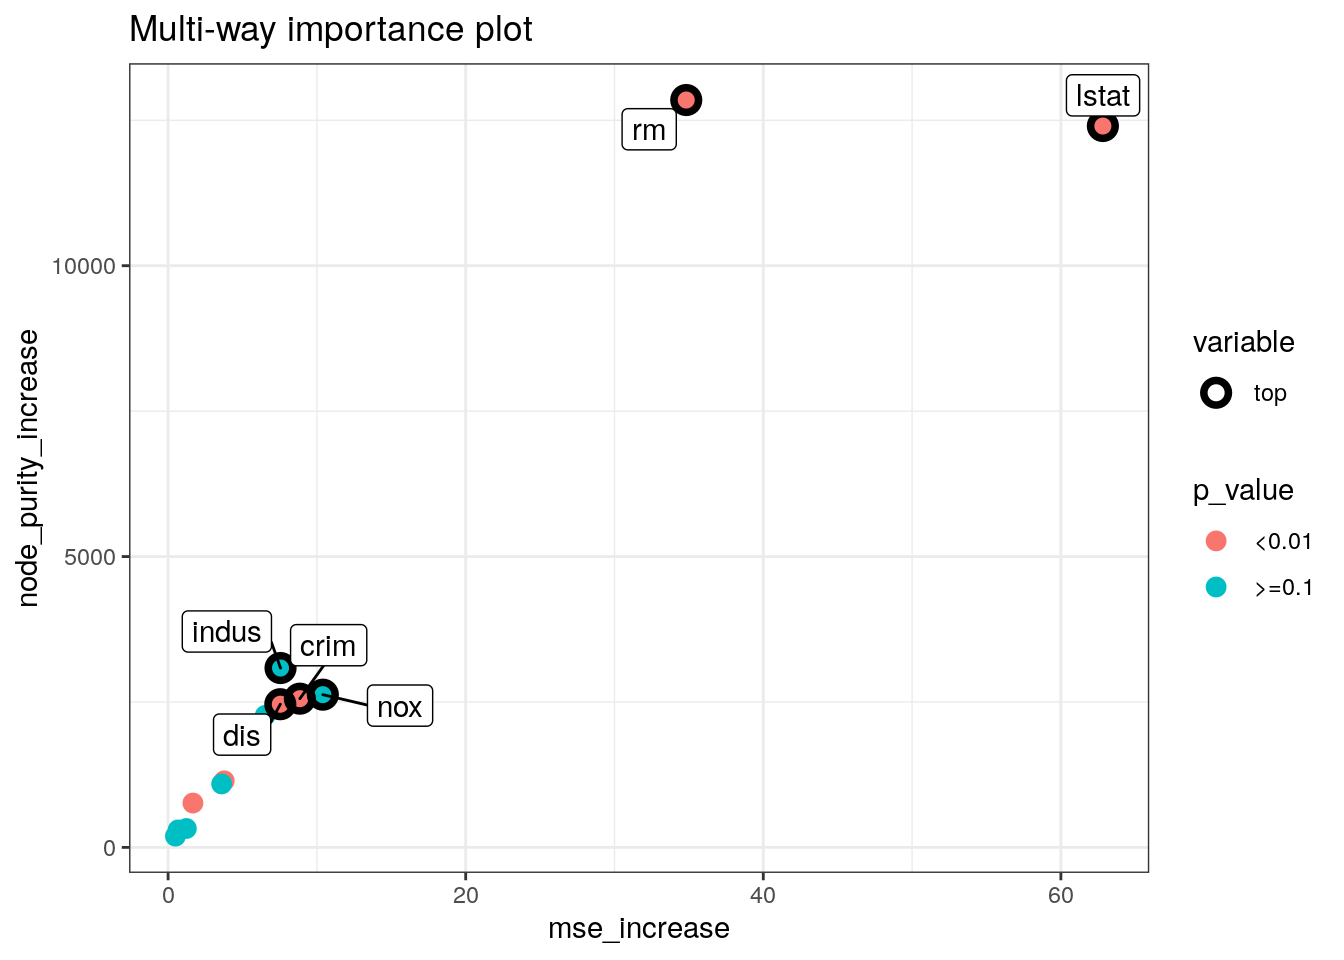 Multi-way importance plot
lstat
rm
10000
5000
0
indus
crim
nox
dis
0 20 40 60
mse_increase
node_purity_increase
variable
top
p_value
<0.01
>=0.1